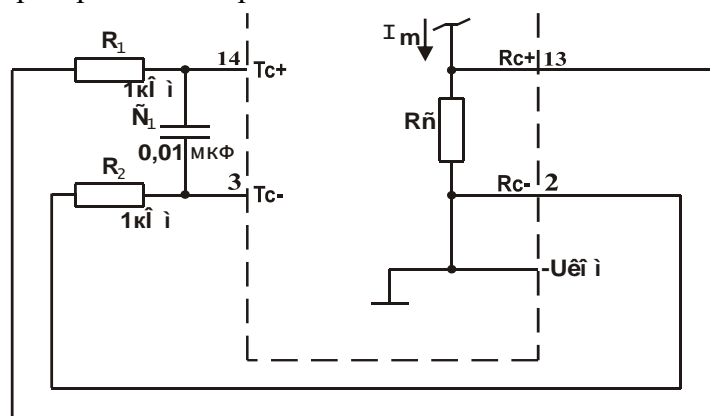 R₁
1кÎ ì
Ñ₁
0,01 мкФ
R₂
1кÎ ì
14
Tc+
3
Tc-
Im
Rñ
Rc+
13
Rc-
2
-Uêî ì